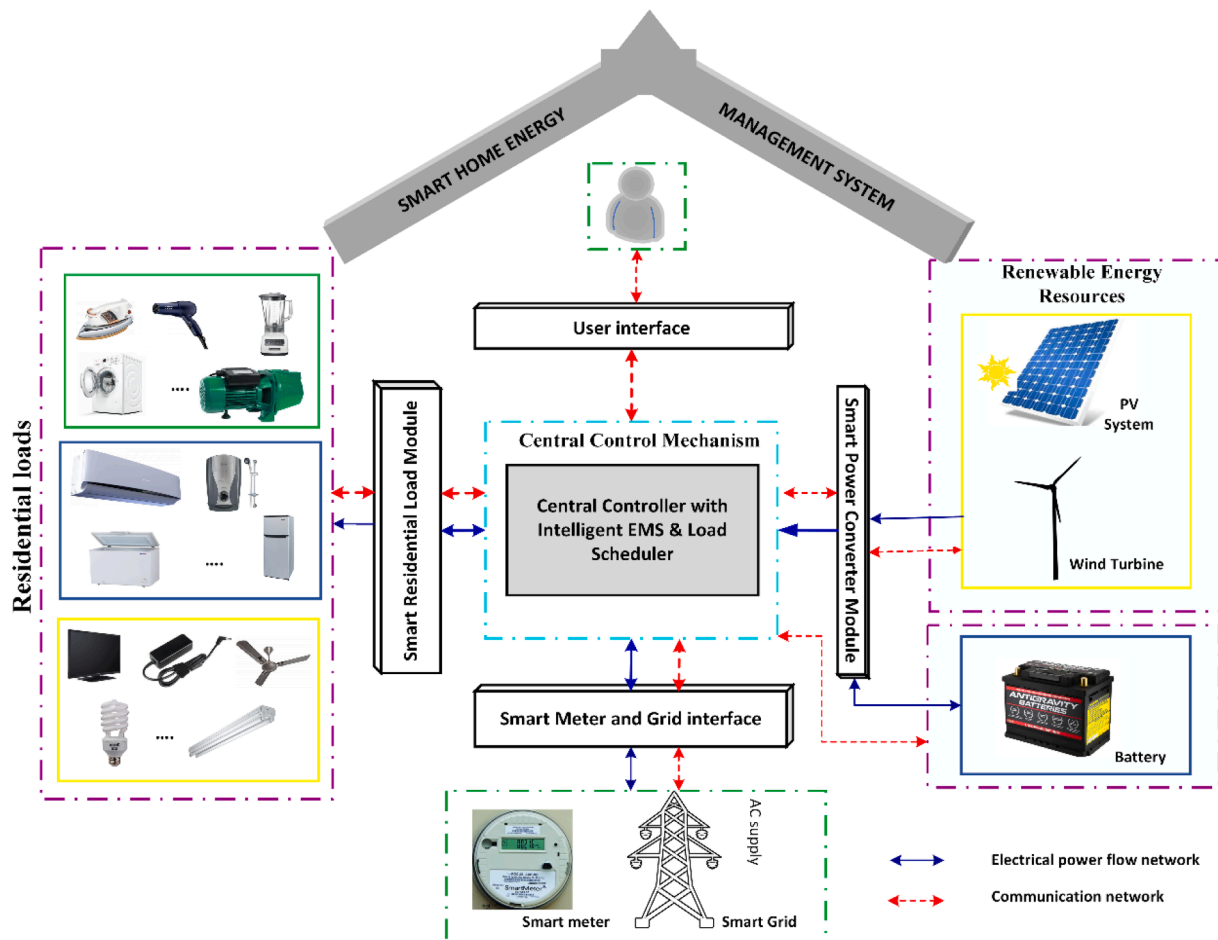 SMART HOME ENERGY
MANAGEMENT SYSTEM
Renewable Energy
Resources
User interface
PV
System
Residential loads
Smart Residential Load Module
Central Control Mechanism
Central Controller with
Intelligent EMS & Load
Scheduler
Smart Power Converter Module
Wind Turbine
....
....
....
Smart Meter and Grid interface
ANTIGRAVITY
BATTERIES
Battery
AC supply
SmartMeter
Smart meter
Smart Grid
Electrical power flow network
Communication network